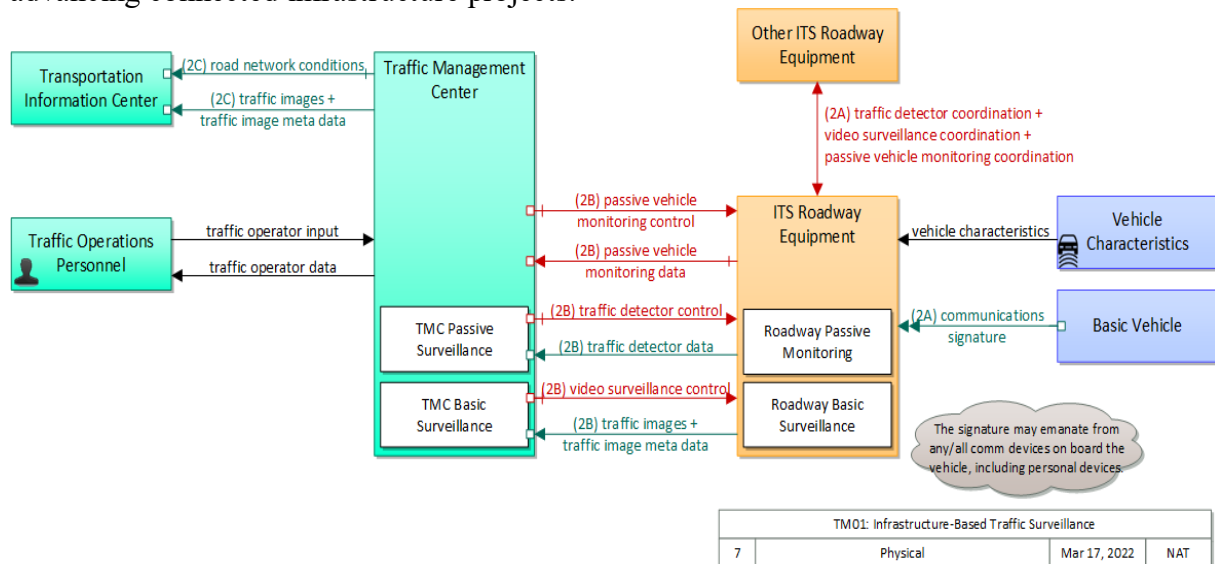 advancing connected infrastructure projects.
Transportation
Information Center
(2C) road network conditions
(2C) traffic images +
traffic image meta data
Traffic Management
Center
Other ITS Roadway
Equipment
(2A) traffic detector coordination +
video surveillance coordination +
passive vehicle monitoring coordination
Traffic Operations
Personnel
traffic operator input
traffic operator data
(2B) passive vehicle
monitoring control
(2B) passive vehicle
monitoring data
ITS Roadway
Equipment
vehicle characteristics
Vehicle
Characteristics
TMC Passive
Surveillance
(2B) traffic detector control
(2B) traffic detector data
Roadway Passive
Monitoring
(2A) communications
signature
Basic Vehicle
TMC Basic
Surveillance
(2B) video surveillance control
(2B) traffic images +
traffic image meta data
Roadway Basic
Surveillance
The signature may emanate from
any/all comm devices on board the
vehicle, including personal devices.
TM01: Infrastructure-Based Traffic Surveillance
7 Physical Mar 17, 2022 NAT